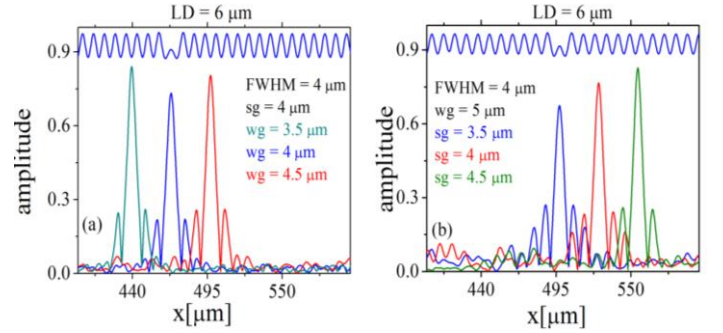 LD = 6 μm
0.9
0.6
0.3
0.0
amplitude
FWHM = 4 μm
sg = 4 μm
wg = 3.5 μm
wg = 4 μm
wg = 4.5 μm
(a)
440
495
550
x[μm]
LD = 6 μm
0.9
0.6
0.3
0.0
amplitude
FWHM = 4 μm
wg = 5 μm
sg = 3.5 μm
sg = 4 μm
sg = 4.5 μm
(b)
440
495
550
x[μm]